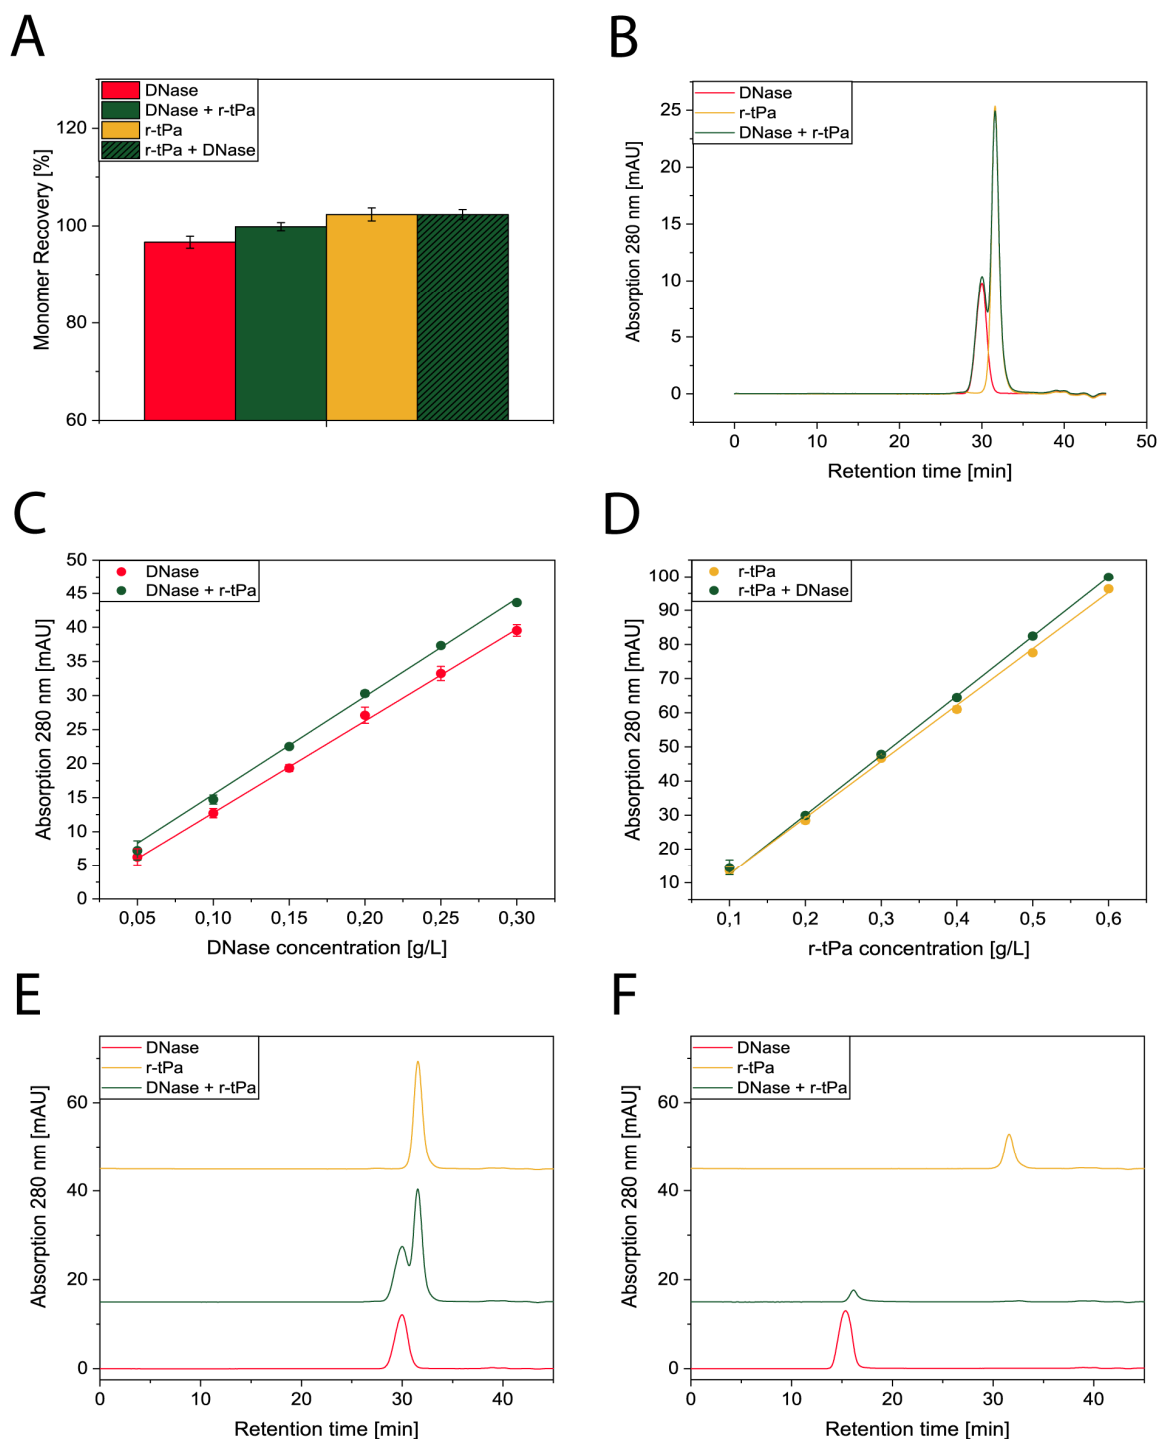 A
DNase
DNase + r-tPa
r-tPa
r-tPa + DNase
120
100
80
60
Monomer Recovery [%]
B
DNase
r-tPa
DNase + r-tPa
25
20
15
10
5
0
Absorption 280 nm [mAU]
0 10 20 30 40 50
Retention time [min]
C
DNase
DNase + r-tPa
50
45
40
35
30
25
20
15
10
5
0
Absorption 280 nm [mAU]
0,05 0,10 0,15 0,20 0,25 0,30
DNase concentration [g/L]
D
r-tPa
r-tPa + DNase
100
90
80
70
60
50
40
30
20
10
Absorption 280 nm [mAU]
0,1 0,2 0,3 0,4 0,5 0,6
r-tPa concentration [g/L]
E
DNase
r-tPa
DNase + r-tPa
60
40
20
0
Absorption 280 nm [mAU]
0 10 20 30 40
Retention time [min]
F
DNase
r-tPa
DNase + r-tPa
60
40
20
0
Absorption 280 nm [mAU]
0 10 20 30 40
Retention time [min]